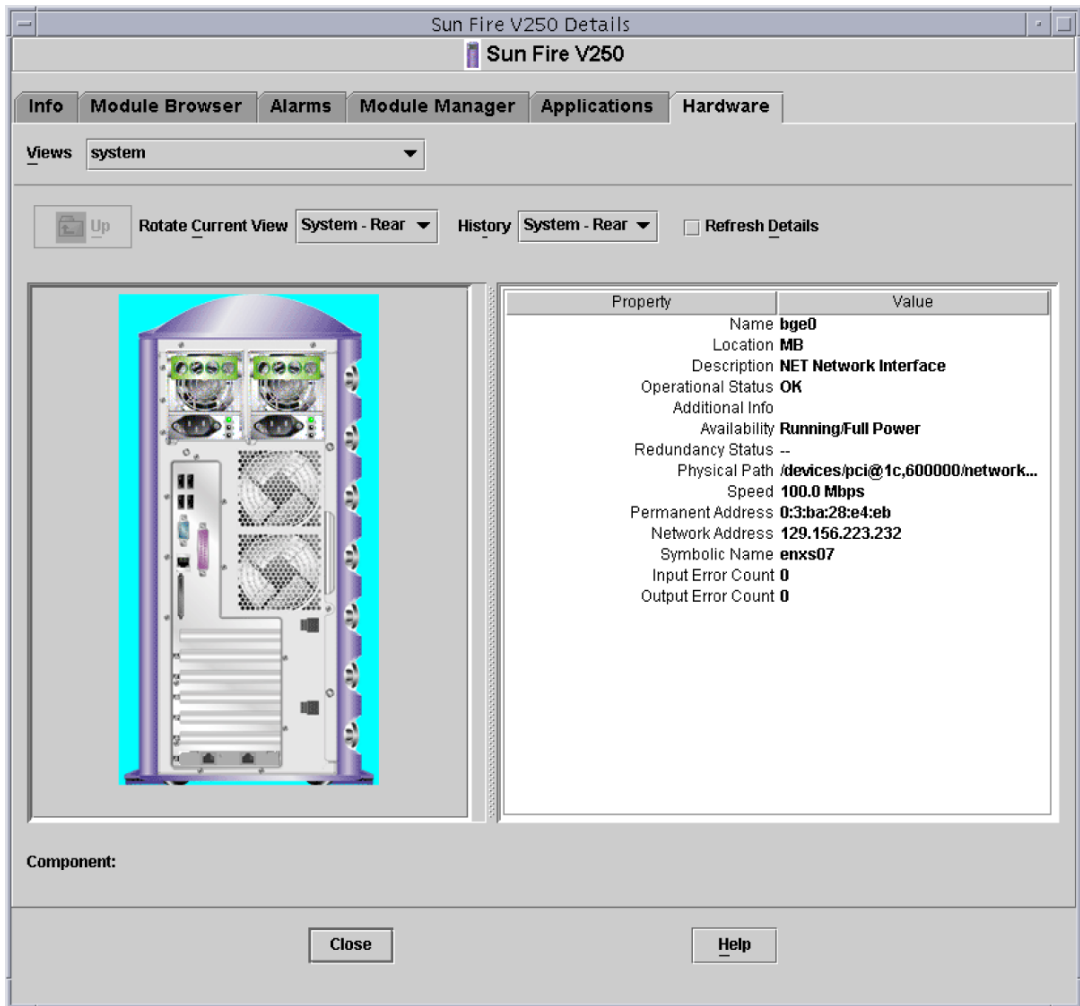 Sun Fire V250 Details
Sun Fire V250
Info Module Browser Alarms Module Manager Applications Hardware
Views system
Up Rotate Current View System - Rear History System - Rear Refresh Details
Property Value
Name bge0
Location MB
Description NET Network Interface
Operational Status OK
Additional Info
Availability Running/Full Power
Redundancy Status --
Physical Path /devices/pci@1c,600000/network...
Speed 100.0 Mbps
Permanent Address 0:3:ba:28:e4:eb
Network Address 129.156.223.232
Symbolic Name enxs07
Input Error Count 0
Output Error Count 0
Component:
Close Help